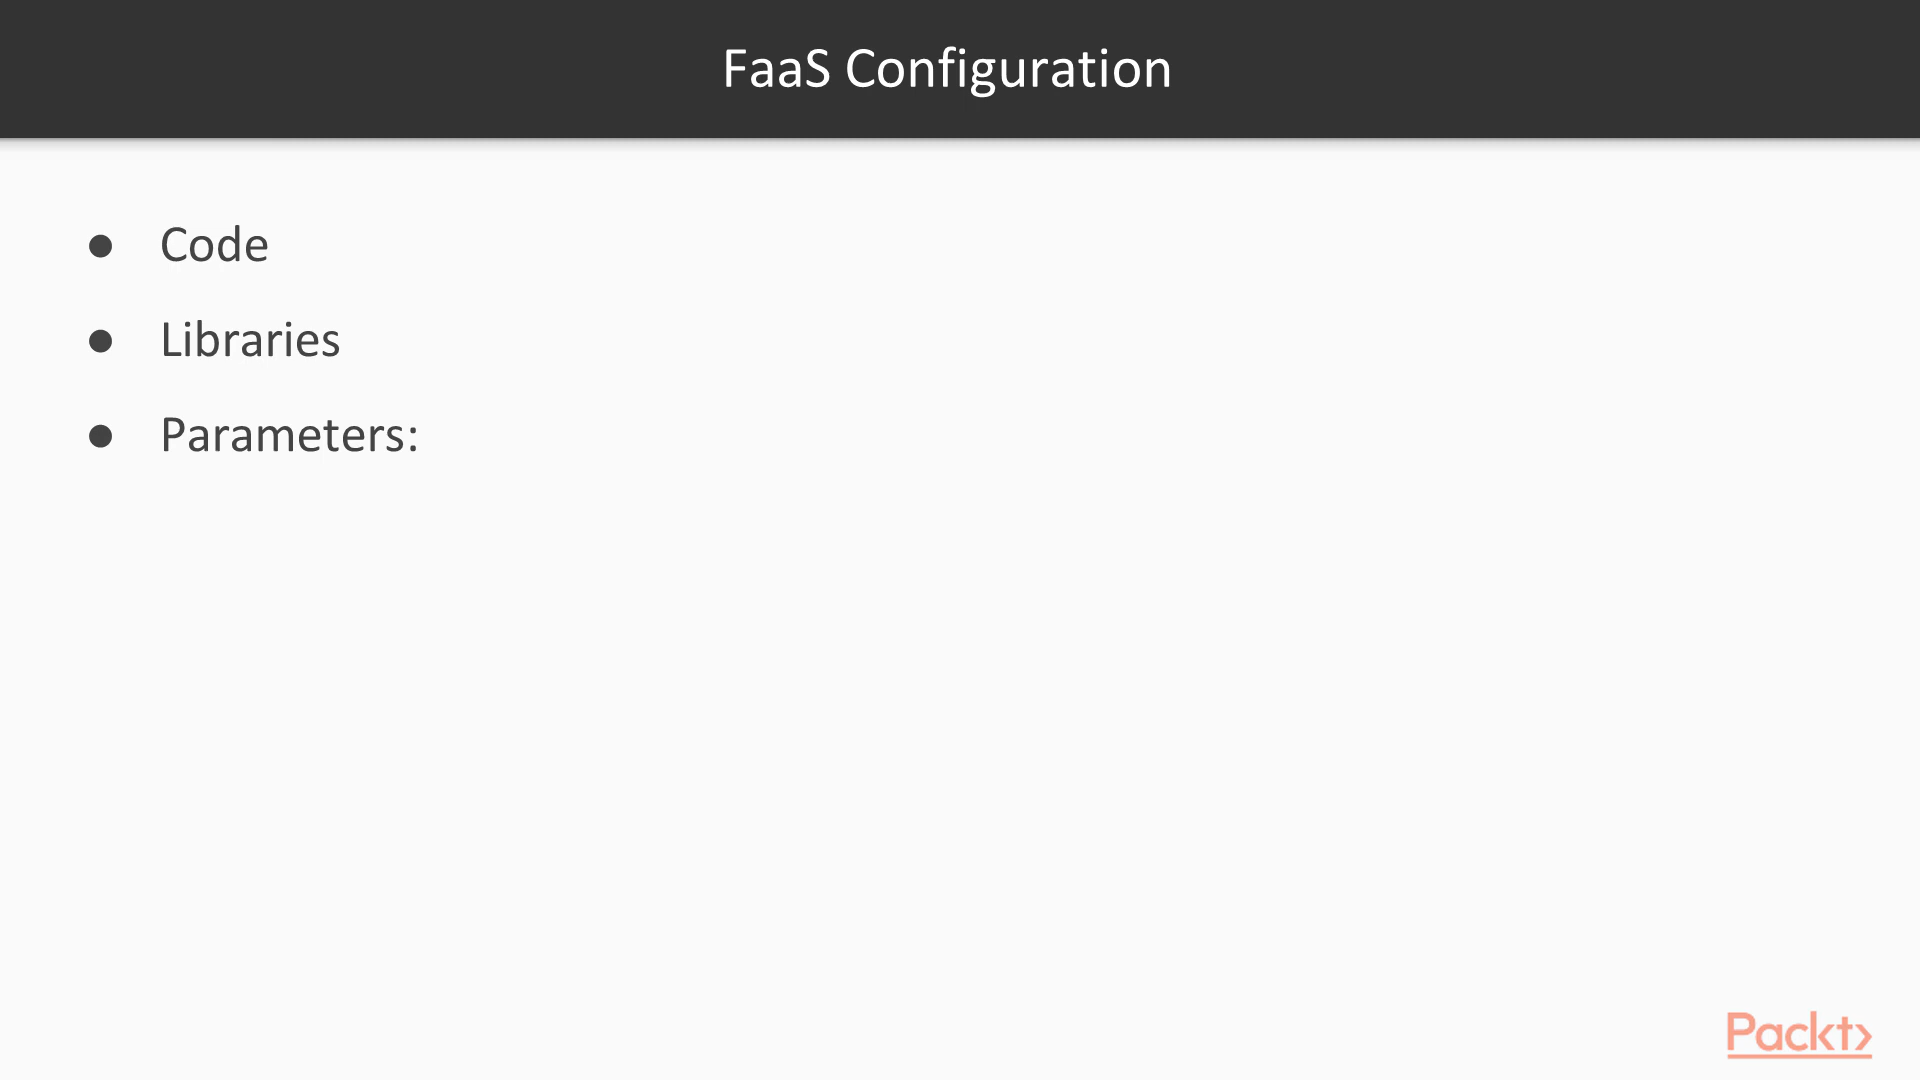 FaaS Configuration
● Code
● Libraries
● Parameters:
Packt>